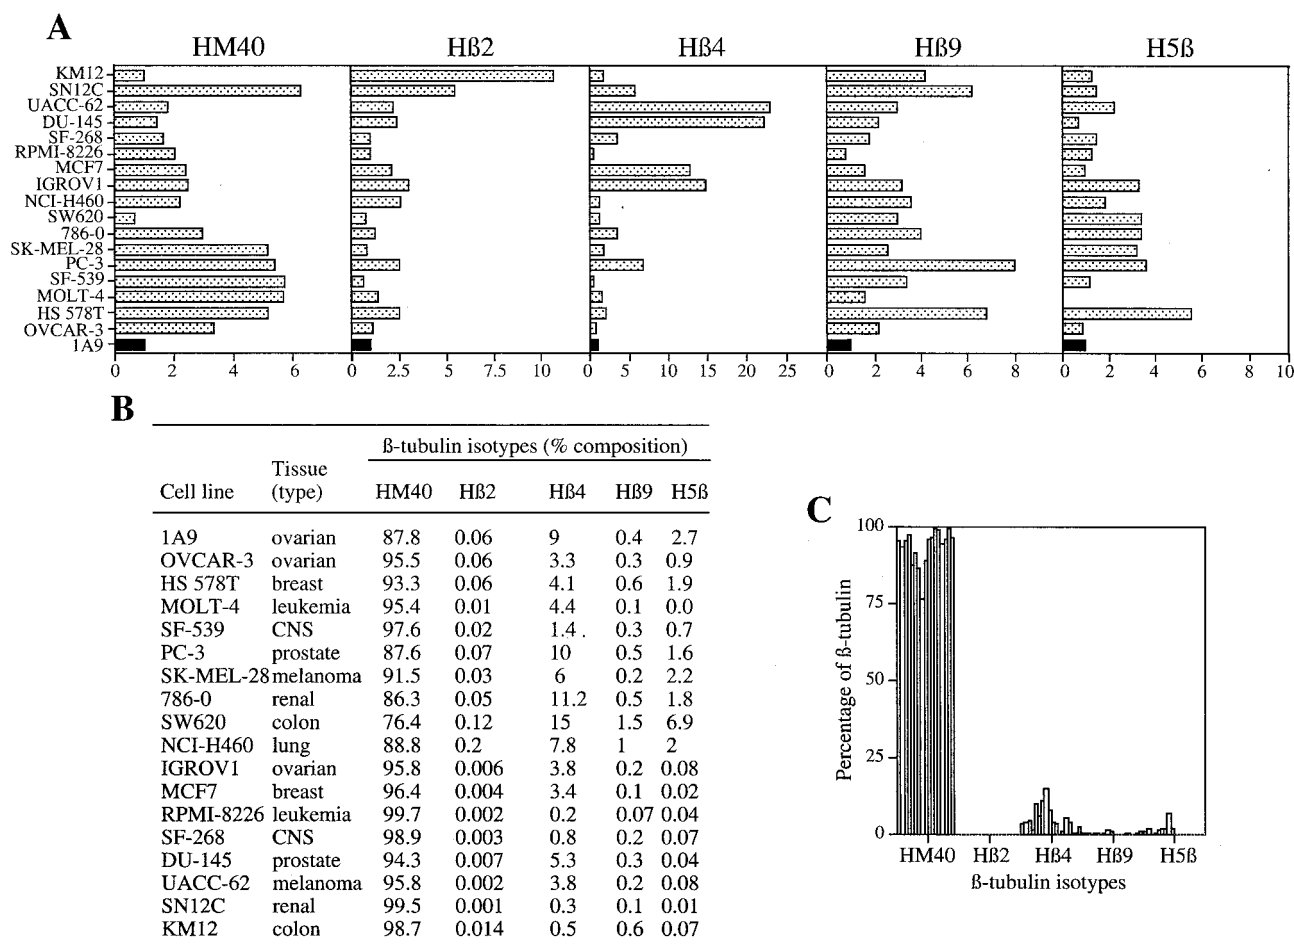 A
HM40 Hß2 Hß4 Hß9 H5ß
KM12
SN12C
UACC-62
DU-145
SF-268
RPMI-8226
MCF7
IGROV1
NCI-H460
SW620
786-0
SK-MEL-28
PC-3
SF-539
MOLT-4
HS 578T
OVCAR-3
1A9
0 2 4 6 0 2.5 5 7.5 10 0 5 10 15 20 25 0 2 4 6 8 0 2 4 6 8 10
B
ß-tubulin isotypes (% composition)
Tissue
Cell line (type) HM40 Hß2 Hß4 Hß9 H5ß
1A9 ovarian 87.8 0.06 9 0.4 2.7
OVCAR-3 ovarian 95.5 0.06 3.3 0.3 0.9
HS 578T breast 93.3 0.06 4.1 0.6 1.9
MOLT-4 leukemia 95.4 0.01 4.4 0.1 0.0
SF-539 CNS 97.6 0.02 1.4 0.3 0.7
PC-3 prostate 87.6 0.07 10 0.5 1.6
SK-MEL-28 melanoma 91.5 0.03 6 0.2 2.2
786-0 renal 86.3 0.05 11.2 0.5 1.8
SW620 colon 76.4 0.12 15 1.5 6.9
NCI-H460 lung 88.8 0.2 7.8 1 2
IGROV1 ovarian 95.8 0.006 3.8 0.2 0.08
MCF7 breast 96.4 0.004 3.4 0.1 0.02
RPMI-8226 leukemia 99.7 0.002 0.2 0.07 0.04
SF-268 CNS 98.9 0.003 0.8 0.2 0.07
DU-145 prostate 94.3 0.007 5.3 0.3 0.04
UACC-62 melanoma 95.8 0.002 3.8 0.2 0.08
SN12C renal 99.5 0.001 0.3 0.1 0.01
KM12 colon 98.7 0.014 0.5 0.6 0.07
C
Percentage of ß-tubulin
100
75
50
25
0
HM40 Hß2 Hß4 Hß9 H5ß
ß-tubulin isotypes